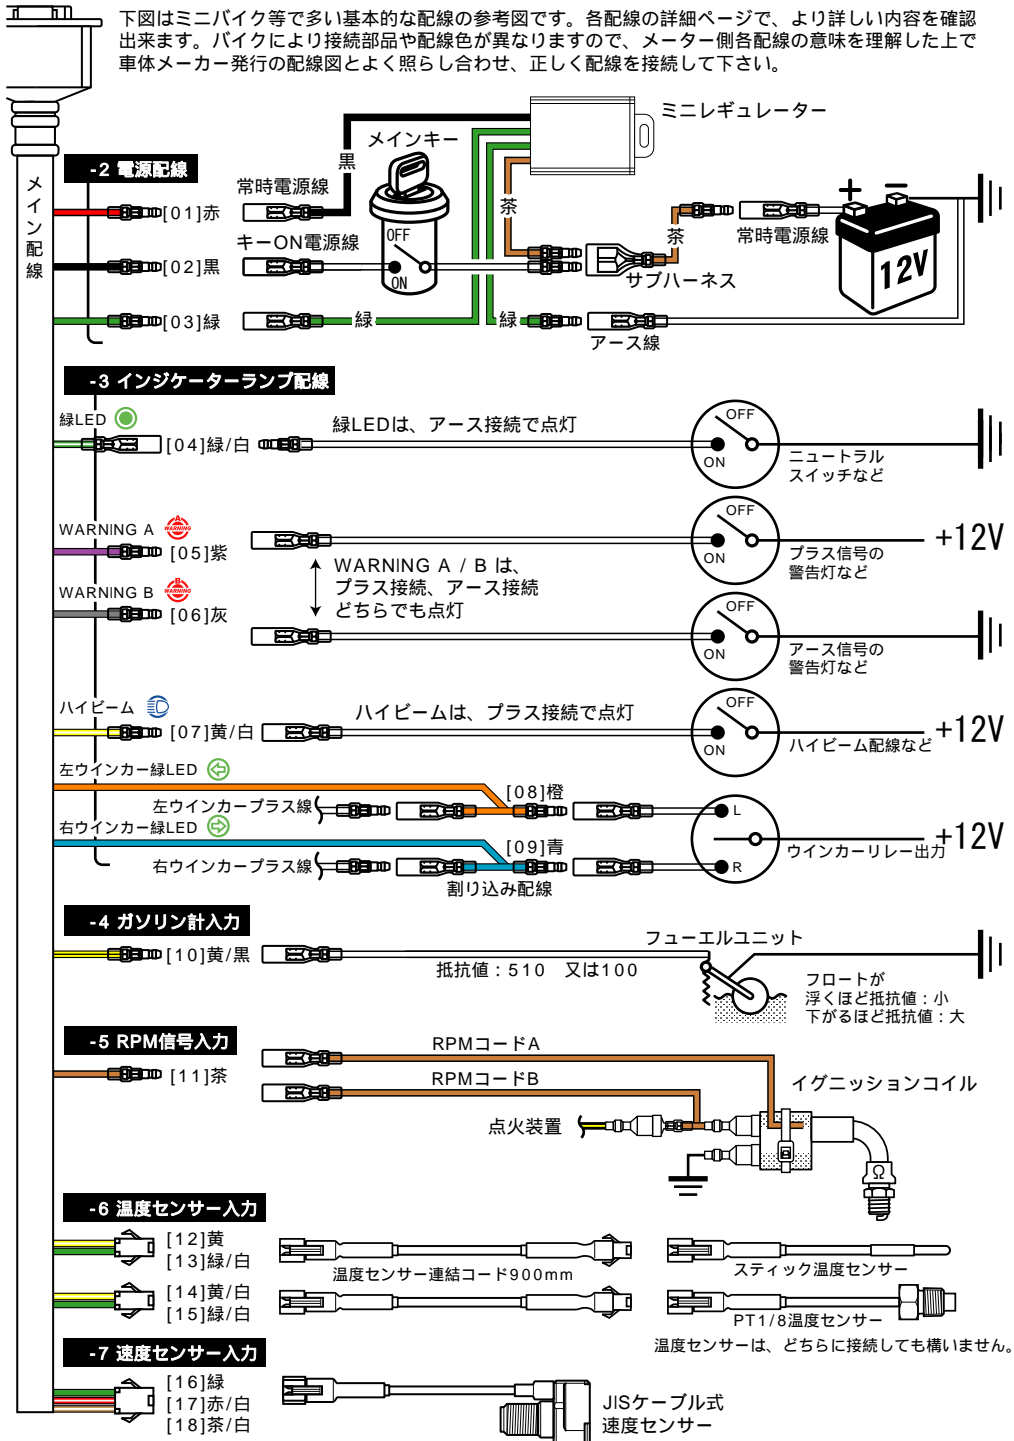 下図はミニバイク等で多い基本的な配線の参考図です。各配線の詳細ページで、より詳しい内容を確認
出来ます。バイクにより接続部品や配線色が異なりますので、メーター側各配線の意味を理解した上で
車体メーカー発行の配線図とよく照らし合わせ、正しく配線を接続して下さい。
メイン配線
-2 電源配線
ミニレギュレーター
メインキー
黒
常時電源線
[01]赤
茶
OFF
ON
キーON電源線
[02]黒
サブハーネス
茶
常時電源線
+
−
12V
[03]緑
緑
緑
アース線
-3 インジケーターランプ配線
緑LED
[04]緑/白
緑LEDは、アース接続で点灯
OFF
ON
ニュートラル
スイッチなど
WARNING A
A
WARNING
[05]紫
OFF
ON
+12V
プラス信号の
警告灯など
WARNING A / B は、
プラス接続、アース接続
どちらでも点灯
WARNING B
B
WARNING
[06]灰
OFF
ON
アース信号の
警告灯など
ハイビーム
[07]黄/白
ハイビームは、プラス接続で点灯
OFF
ON
+12V
ハイビーム配線など
左ウインカー緑LED
[08]橙
左ウインカープラス線
L
右ウインカー緑LED
[09]青
右ウインカープラス線
R
+12V
ウインカーリレー出力
割り込み配線
-4 ガソリン計入力
[10]黄/黒
抵抗値：510 又は100
フューエルユニット
フロートが
浮くほど抵抗値：小
下がるほど抵抗値：大
-5 RPM信号入力
[11]茶
RPMコードA
RPMコードB
イグニッションコイル
点火装置
Ω
-6 温度センサー入力
[12]黄
[13]緑/白
温度センサー連結コード900mm
スティック温度センサー
[14]黄/白
[15]緑/白
PT1/8温度センサー
温度センサーは、どちらに接続しても構いません。
-7 速度センサー入力
[16]緑
[17]赤/白
[18]茶/白
JISケーブル式
速度センサー